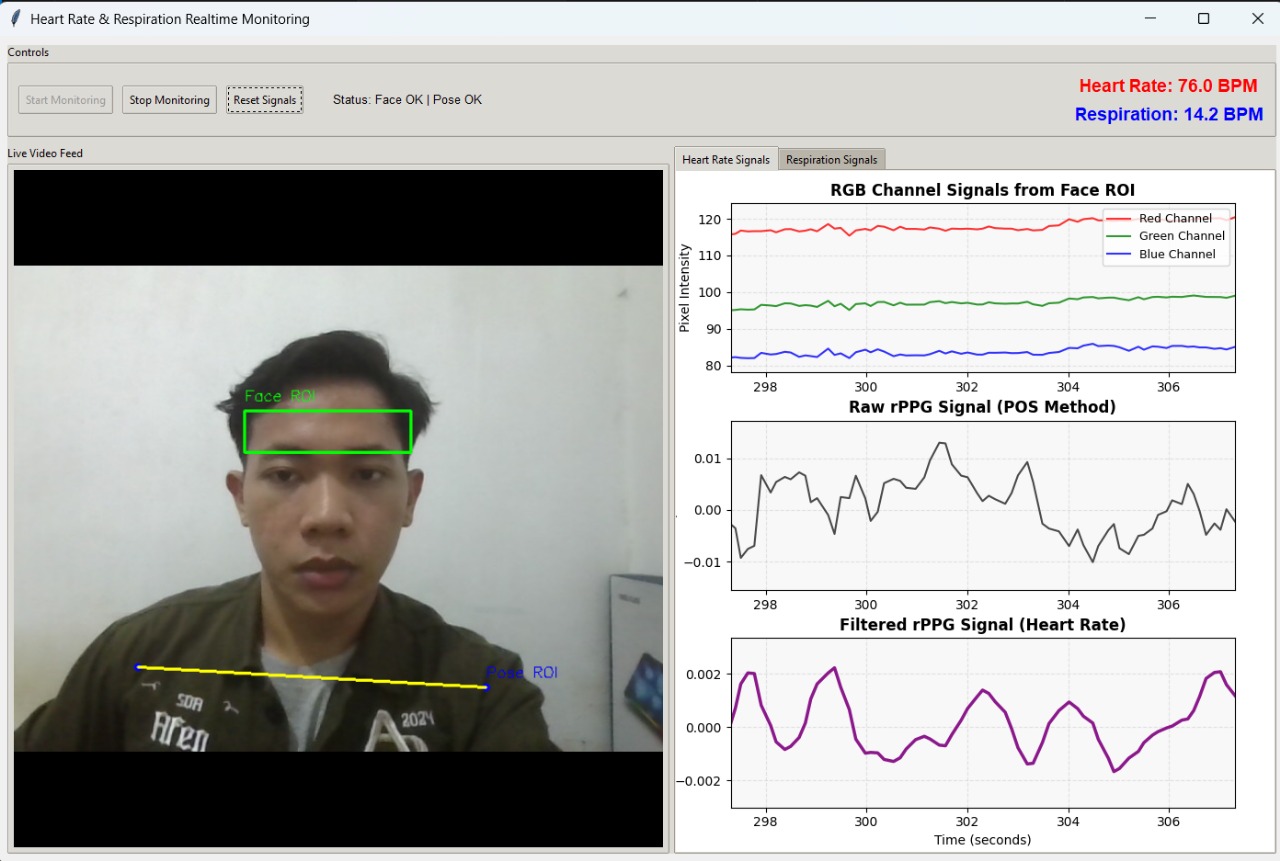 Heart Rate & Respiration Realtime Monitoring
Controls
Start Monitoring
Stop Monitoring
Reset Signals
Status: Face OK | Pose OK
Heart Rate: 76.0 BPM
Respiration: 14.2 BPM
Live Video Feed
Face ROI
Pose ROI
SDA
Afen
2024
Heart Rate Signals
Respiration Signals
RGB Channel Signals from Face ROI
Red Channel
Green Channel
Blue Channel
Pixel Intensity
120
110
100
90
80
298 300 302 304 306
Raw rPPG Signal (POS Method)
0.01
0.00
−0.01
298 300 302 304 306
Filtered rPPG Signal (Heart Rate)
0.002
0.000
−0.002
298 300 302 304 306
Time (seconds)